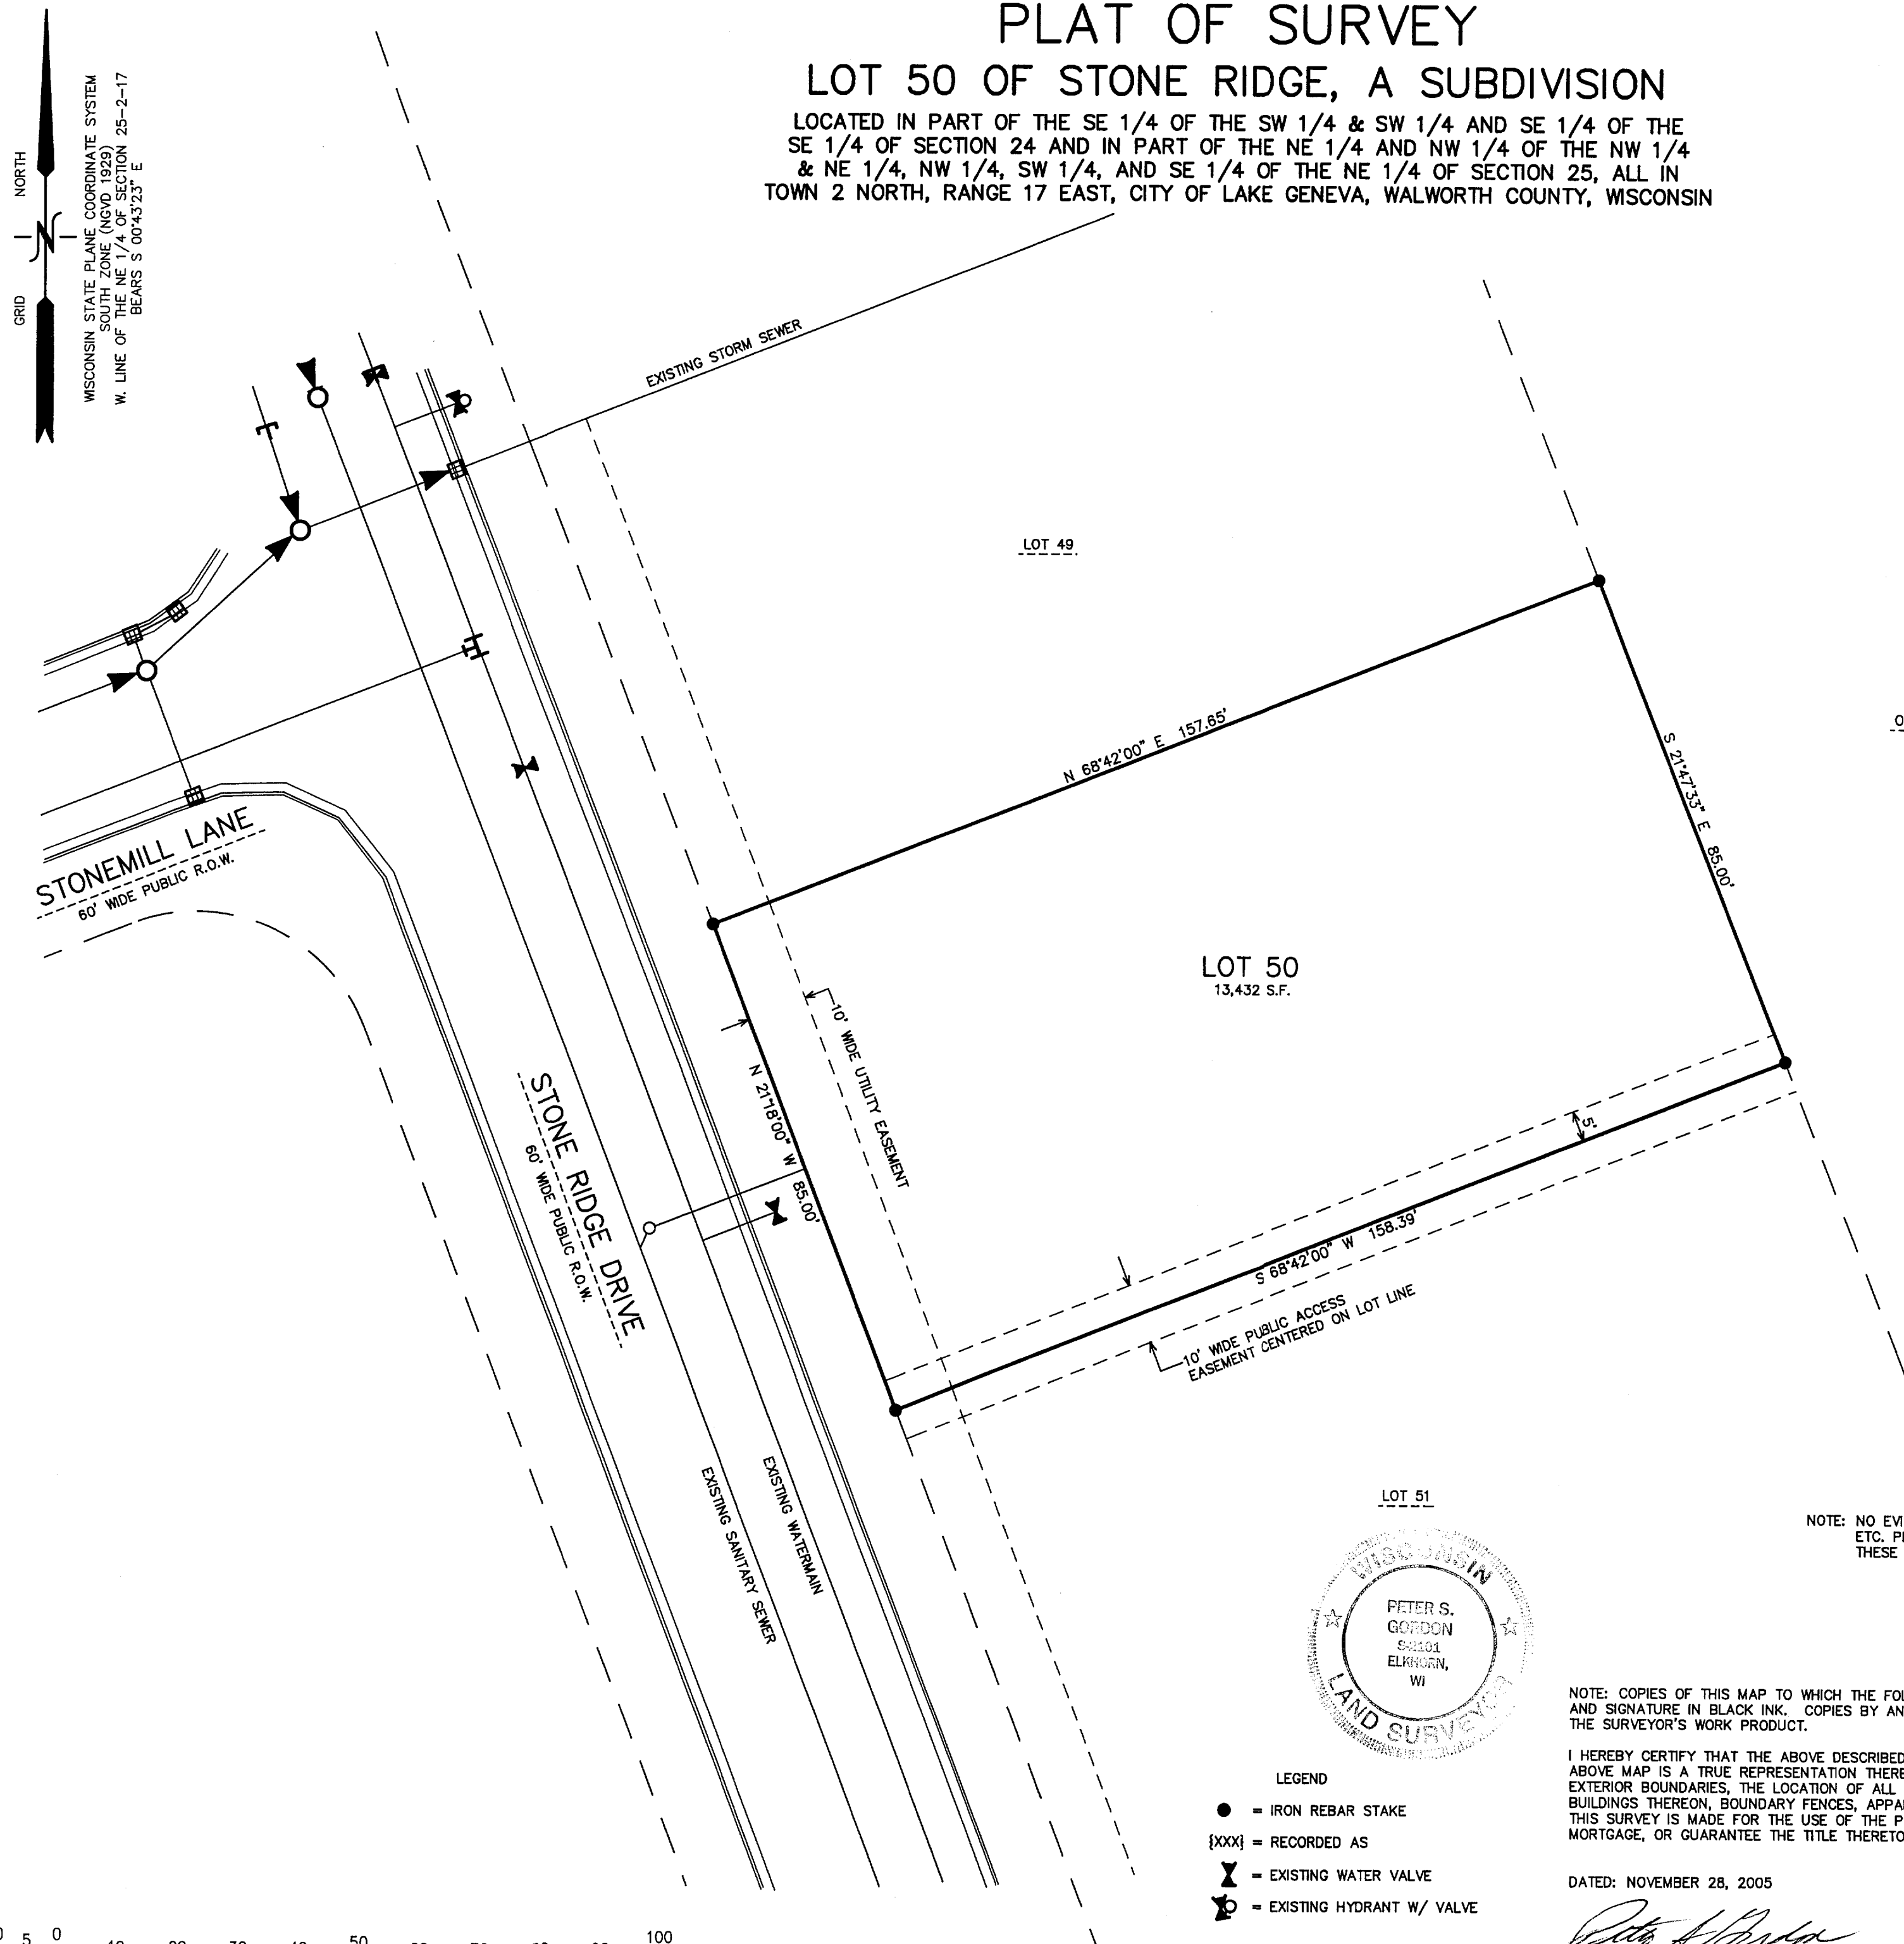 PLAT OF SURVEY
LOT 50 OF STONE RIDGE, A SUBDIVISION
LOCATED IN PART OF THE SE 1/4 OF THE SW 1/4 & SW 1/4 AND SE 1/4 OF THE
SE 1/4 OF SECTION 24 AND IN PART OF THE NE 1/4 AND NW 1/4 OF THE NW 1/4
& NE 1/4, NW 1/4, SW 1/4, AND SE 1/4 OF THE NE 1/4 OF SECTION 25, ALL IN
TOWN 2 NORTH, RANGE 17 EAST, CITY OF LAKE GENEVA, WALWORTH COUNTY, WISCONSIN
GRID NORTH
N
WISCONSIN STATE PLANE COORDINATE SYSTEM
SOUTH ZONE (NGVD 1929)
W. LINE OF THE NE 1/4 OF SECTION 25-2-17
BEARS S 00°43'23" E
EXISTING STORM SEWER
LOT 49
N 68°42'00" E 157.65'
S 21°47'33" E 85.00'
O
STONEMILL LANE
60' WIDE PUBLIC R.O.W.
LOT 50
13,432 S.F.
10' WIDE UTILITY EASEMENT
N 21°18'00" W 85.00'
STONE RIDGE DRIVE
60' WIDE PUBLIC R.O.W.
5'
S 68°42'00" W 158.39'
10' WIDE PUBLIC ACCESS
EASEMENT CENTERED ON LOT LINE
EXISTING SANITARY SEWER
EXISTING WATERMAIN
LOT 51
NOTE: NO EVI
ETC. P
THESE
WISCONSIN
PETER S.
GORDON
S-2101
ELKHORN,
WI
LAND SURVEYOR
NOTE: COPIES OF THIS MAP TO WHICH THE FOL
AND SIGNATURE IN BLACK INK. COPIES BY AN
THE SURVEYOR'S WORK PRODUCT.
I HEREBY CERTIFY THAT THE ABOVE DESCRIBED
ABOVE MAP IS A TRUE REPRESENTATION THERE
EXTERIOR BOUNDARIES, THE LOCATION OF ALL
BUILDINGS THEREON, BOUNDARY FENCES, APPA
THIS SURVEY IS MADE FOR THE USE OF THE P
MORTGAGE, OR GUARANTEE THE TITLE THERETO
LEGEND
= IRON REBAR STAKE
{XXX} = RECORDED AS
= EXISTING WATER VALVE
= EXISTING HYDRANT W/ VALVE
DATED: NOVEMBER 28, 2005
Peter S Gordon
5 0 50 100